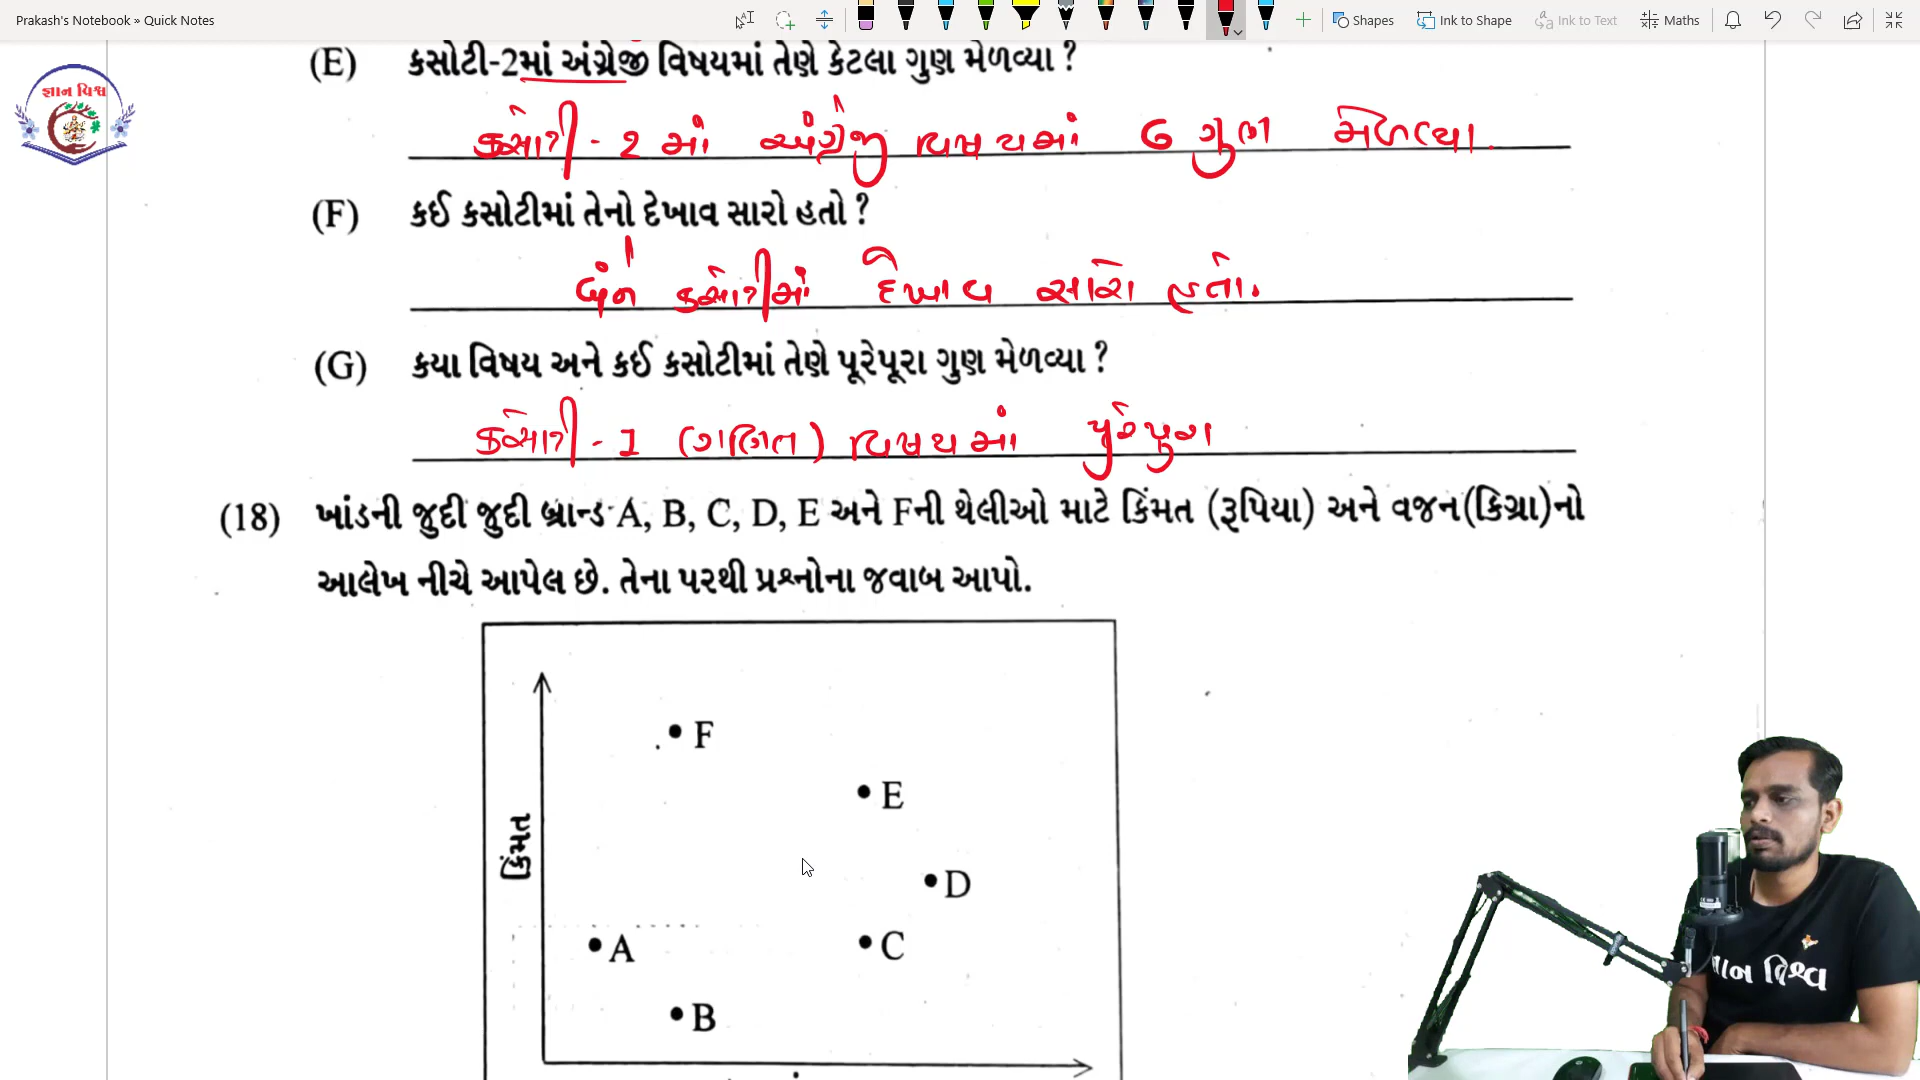 Prakash's Notebook » Quick Notes
Shapes
Ink to Shape
Ink to Text
Maths
જ્ઞાન વિશ્વ
(E) કસોટી-2માં અંગ્રેજી વિષયમાં તેણે કેટલા ગુણ મેળવ્યા ?
કસોટી - 2 માં અંગ્રેજી વિષયમાં 6 ગુણ મેળવ્યા.
(F) કઈ કસોટીમાં તેનો દેખાવ સારો હતો ?
બંને કસોટીમાં દેખાવ સારો હતો.
(G) કયા વિષય અને કઈ કસોટીમાં તેણે પૂરેપૂરા ગુણ મેળવ્યા ?
કસોટી - 1 (ગણિત) વિષયમાં પુરેપુરા
(18) ખાંડની જુદી જુદી બ્રાન્ડ A, B, C, D, E અને Fની થેલીઓ માટે કિંમત (રૂપિયા) અને વજન(કિગ્રા)નો
આલેખ નીચે આપેલ છે. તેના પરથી પ્રશ્નોના જવાબ આપો.
F
E
કિંમત
D
A
C
B
જ્ઞાન વિશ્વ